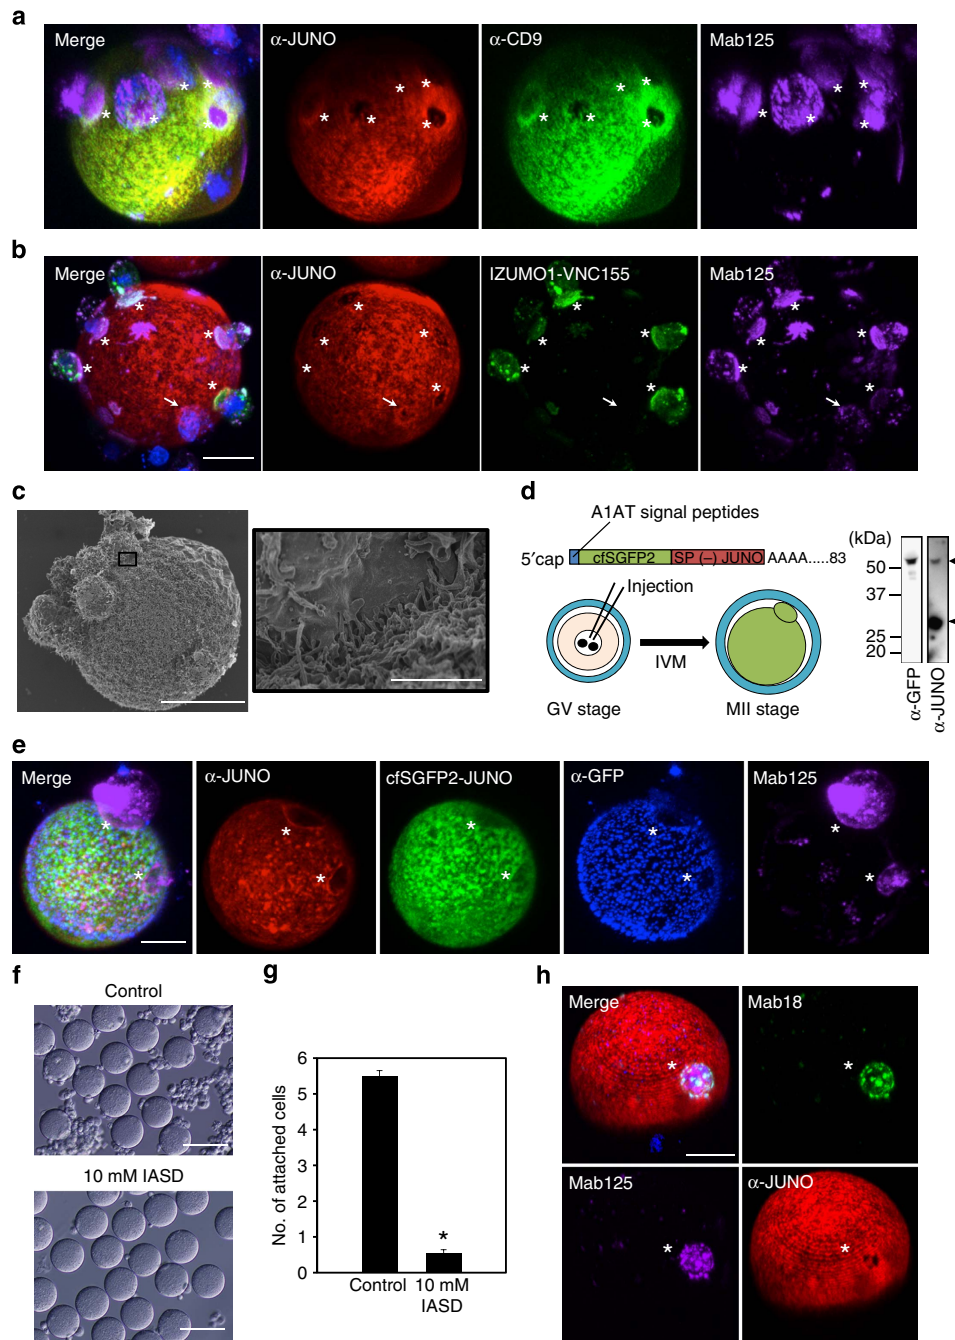 a
Merge
α-JUNO
α-CD9
Mab125
* * * * *
* * * * *
* * * * *
* * * * *
b
Merge
α-JUNO
IZUMO1-VNC155
Mab125
* * * * *
* * * * *
* * * * *
* * * * *
c
d
A1AT signal peptides
5′cap
cfSGFP2
SP (–) JUNO
AAAA.....83
Injection
IVM
GV stage
MII stage
(kDa)
50
37
25
20
α-GFP
α-JUNO
e
Merge
α-JUNO
cfSGFP2-JUNO
α-GFP
Mab125
* *
* *
* *
* *
* *
f
Control
10 mM IASD
g
No. of attached cells
6
5
4
3
2
1
0
*
Control
10 mM
IASD
h
Merge
*
Mab18
*
Mab125
*
α-JUNO
*